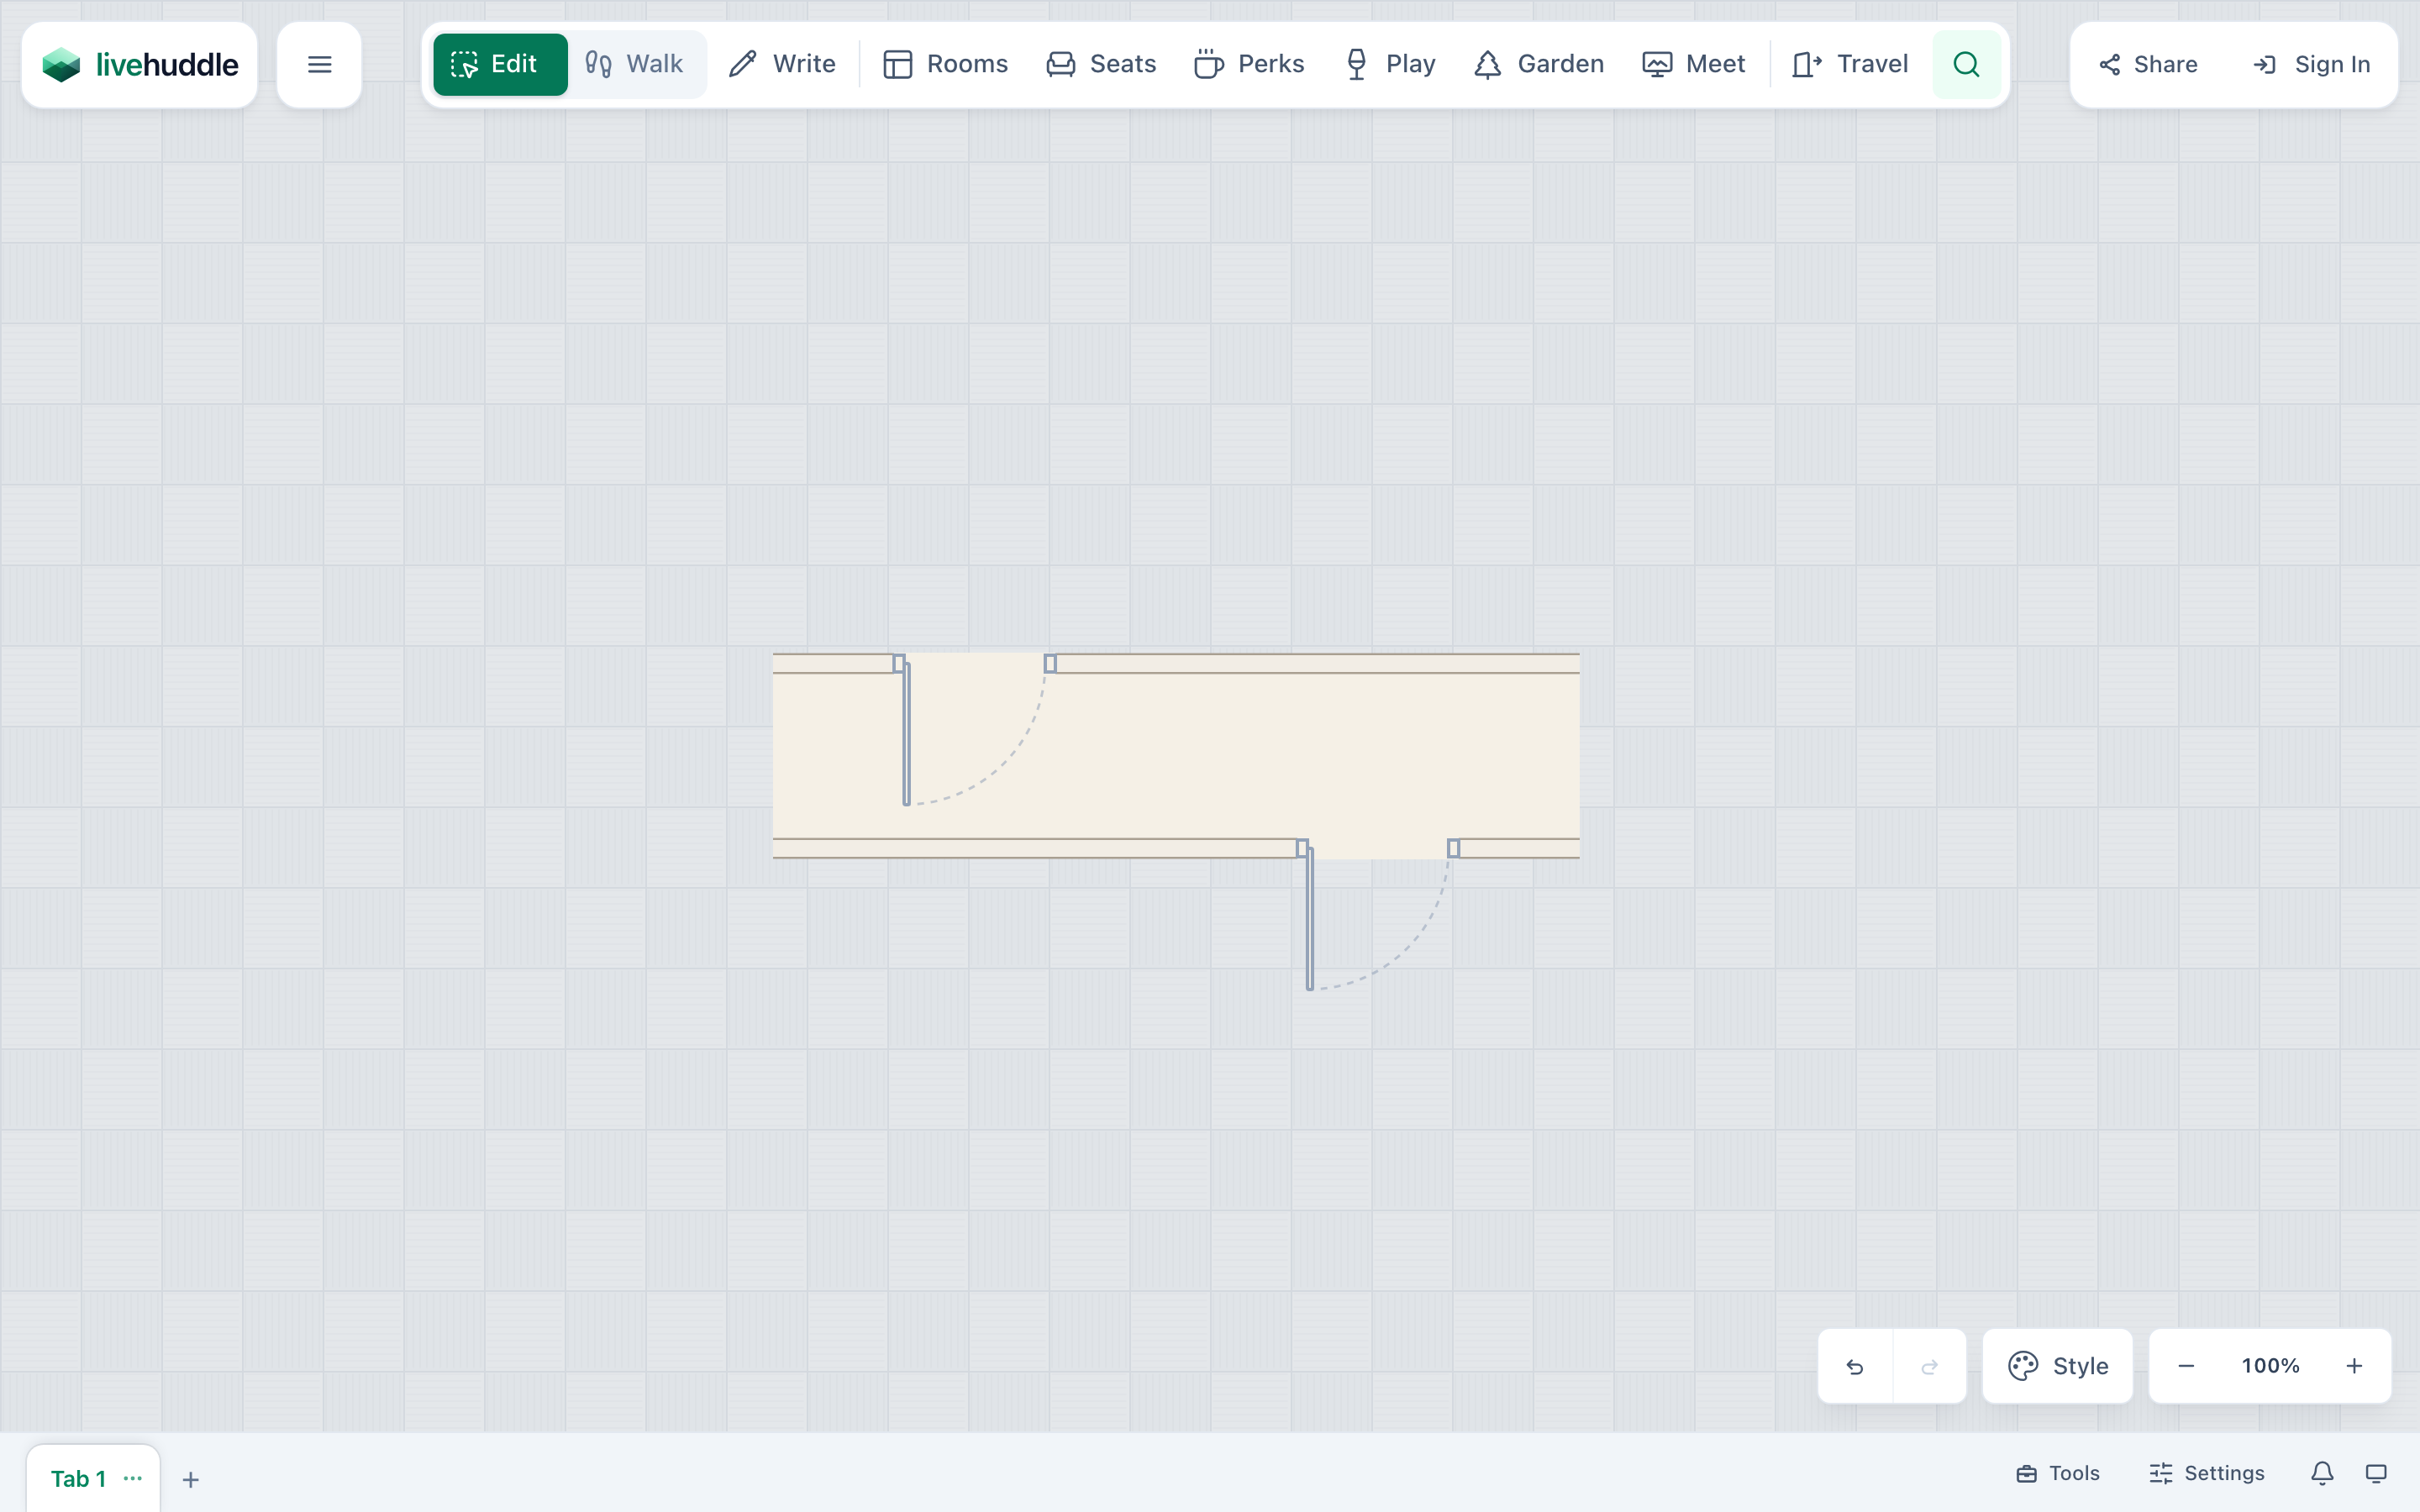 livehuddle
Edit
Walk
Write
Rooms
Seats
Perks
Play
Garden
Meet
Travel
Share
Sign In
Style
100%
Tab 1
Tools
Settings